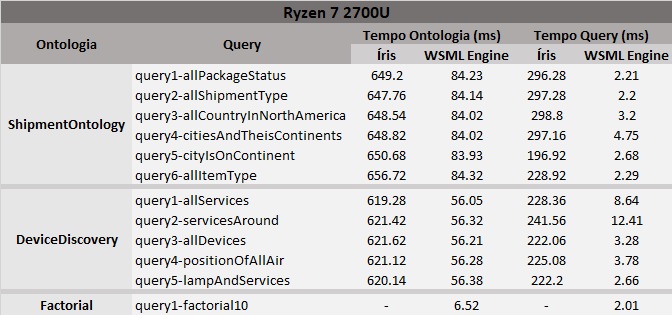 Ryzen 7 2700U
Ontologia Query Tempo Ontologia (ms) Tempo Query (ms)
Íris WSML Engine Íris WSML Engine
ShipmentOntology
query1-allPackageStatus 649.2 84.23 296.28 2.21
query2-allShipmentType 647.76 84.14 297.28 2.2
query3-allCountryInNorthAmerica 648.54 84.02 298.8 3.2
query4-citiesAndTheisContinents 648.82 84.02 297.16 4.75
query5-cityIsOnContinent 650.68 83.93 196.92 2.68
query6-allItemType 656.72 84.32 228.92 2.29
DeviceDiscovery
query1-allServices 619.28 56.05 228.36 8.64
query2-servicesAround 621.42 56.32 241.56 12.41
query3-allDevices 621.62 56.21 222.06 3.28
query4-positionOfAllAir 621.12 56.28 225.08 3.78
query5-lampAndServices 620.14 56.38 222.2 2.66
Factorial query1-factorial10 - 6.52 - 2.01